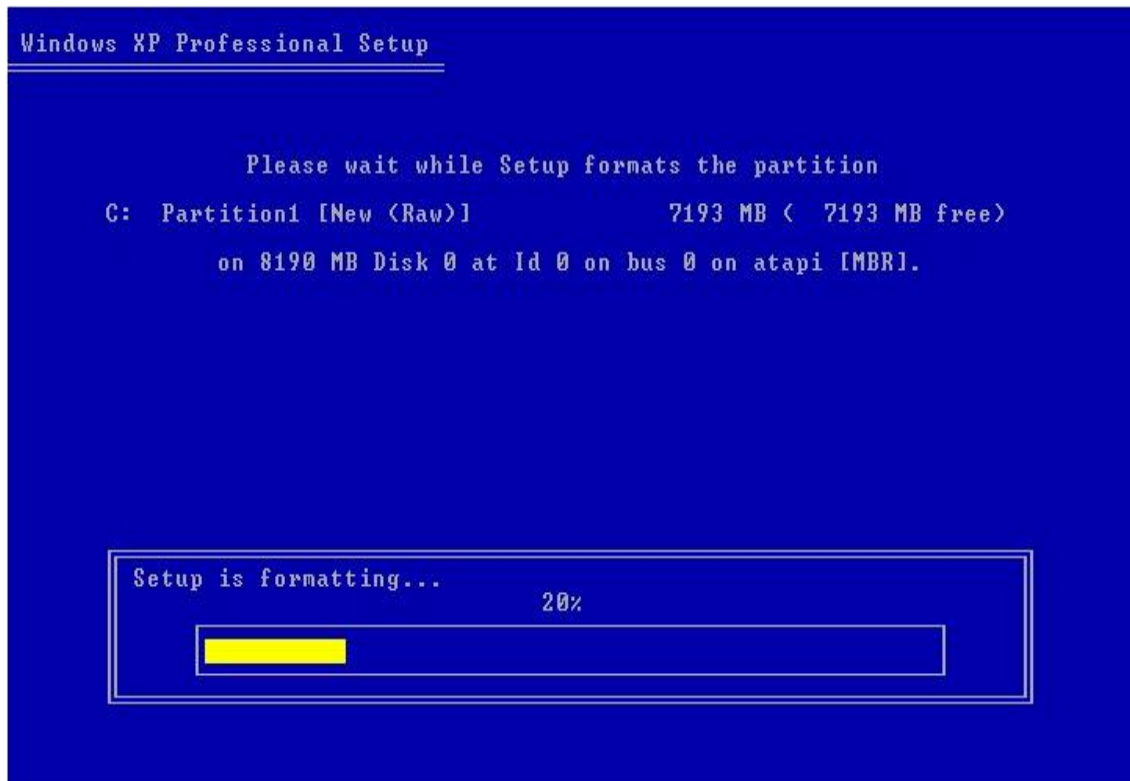 Windows XP Professional Setup
Please wait while Setup formats the partition
C: Partition1 [New (Raw)] 7193 MB ( 7193 MB free)
on 8190 MB Disk 0 at Id 0 on bus 0 on atapi [MBR].
Setup is formatting...
20%